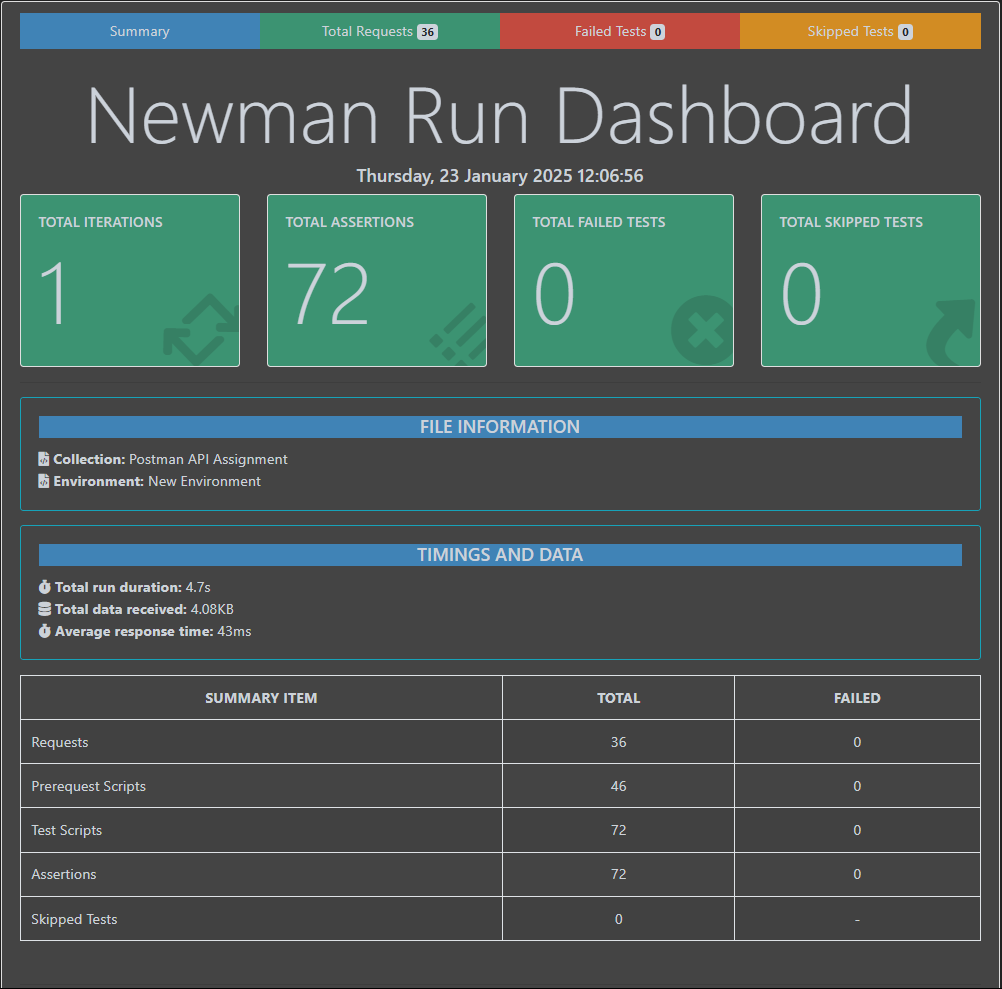 Summary Total Requests 36 Failed Tests 0 Skipped Tests 0
Newman Run Dashboard
Thursday, 23 January 2025 12:06:56
TOTAL ITERATIONS TOTAL ASSERTIONS TOTAL FAILED TESTS TOTAL SKIPPED TESTS
1 72 0 0
FILE INFORMATION
Collection: Postman API Assignment
Environment: New Environment
TIMINGS AND DATA
Total run duration: 4.7s
Total data received: 4.08KB
Average response time: 43ms
SUMMARY ITEM TOTAL FAILED
Requests 36 0
Prerequest Scripts 46 0
Test Scripts 72 0
Assertions 72 0
Skipped Tests 0 -